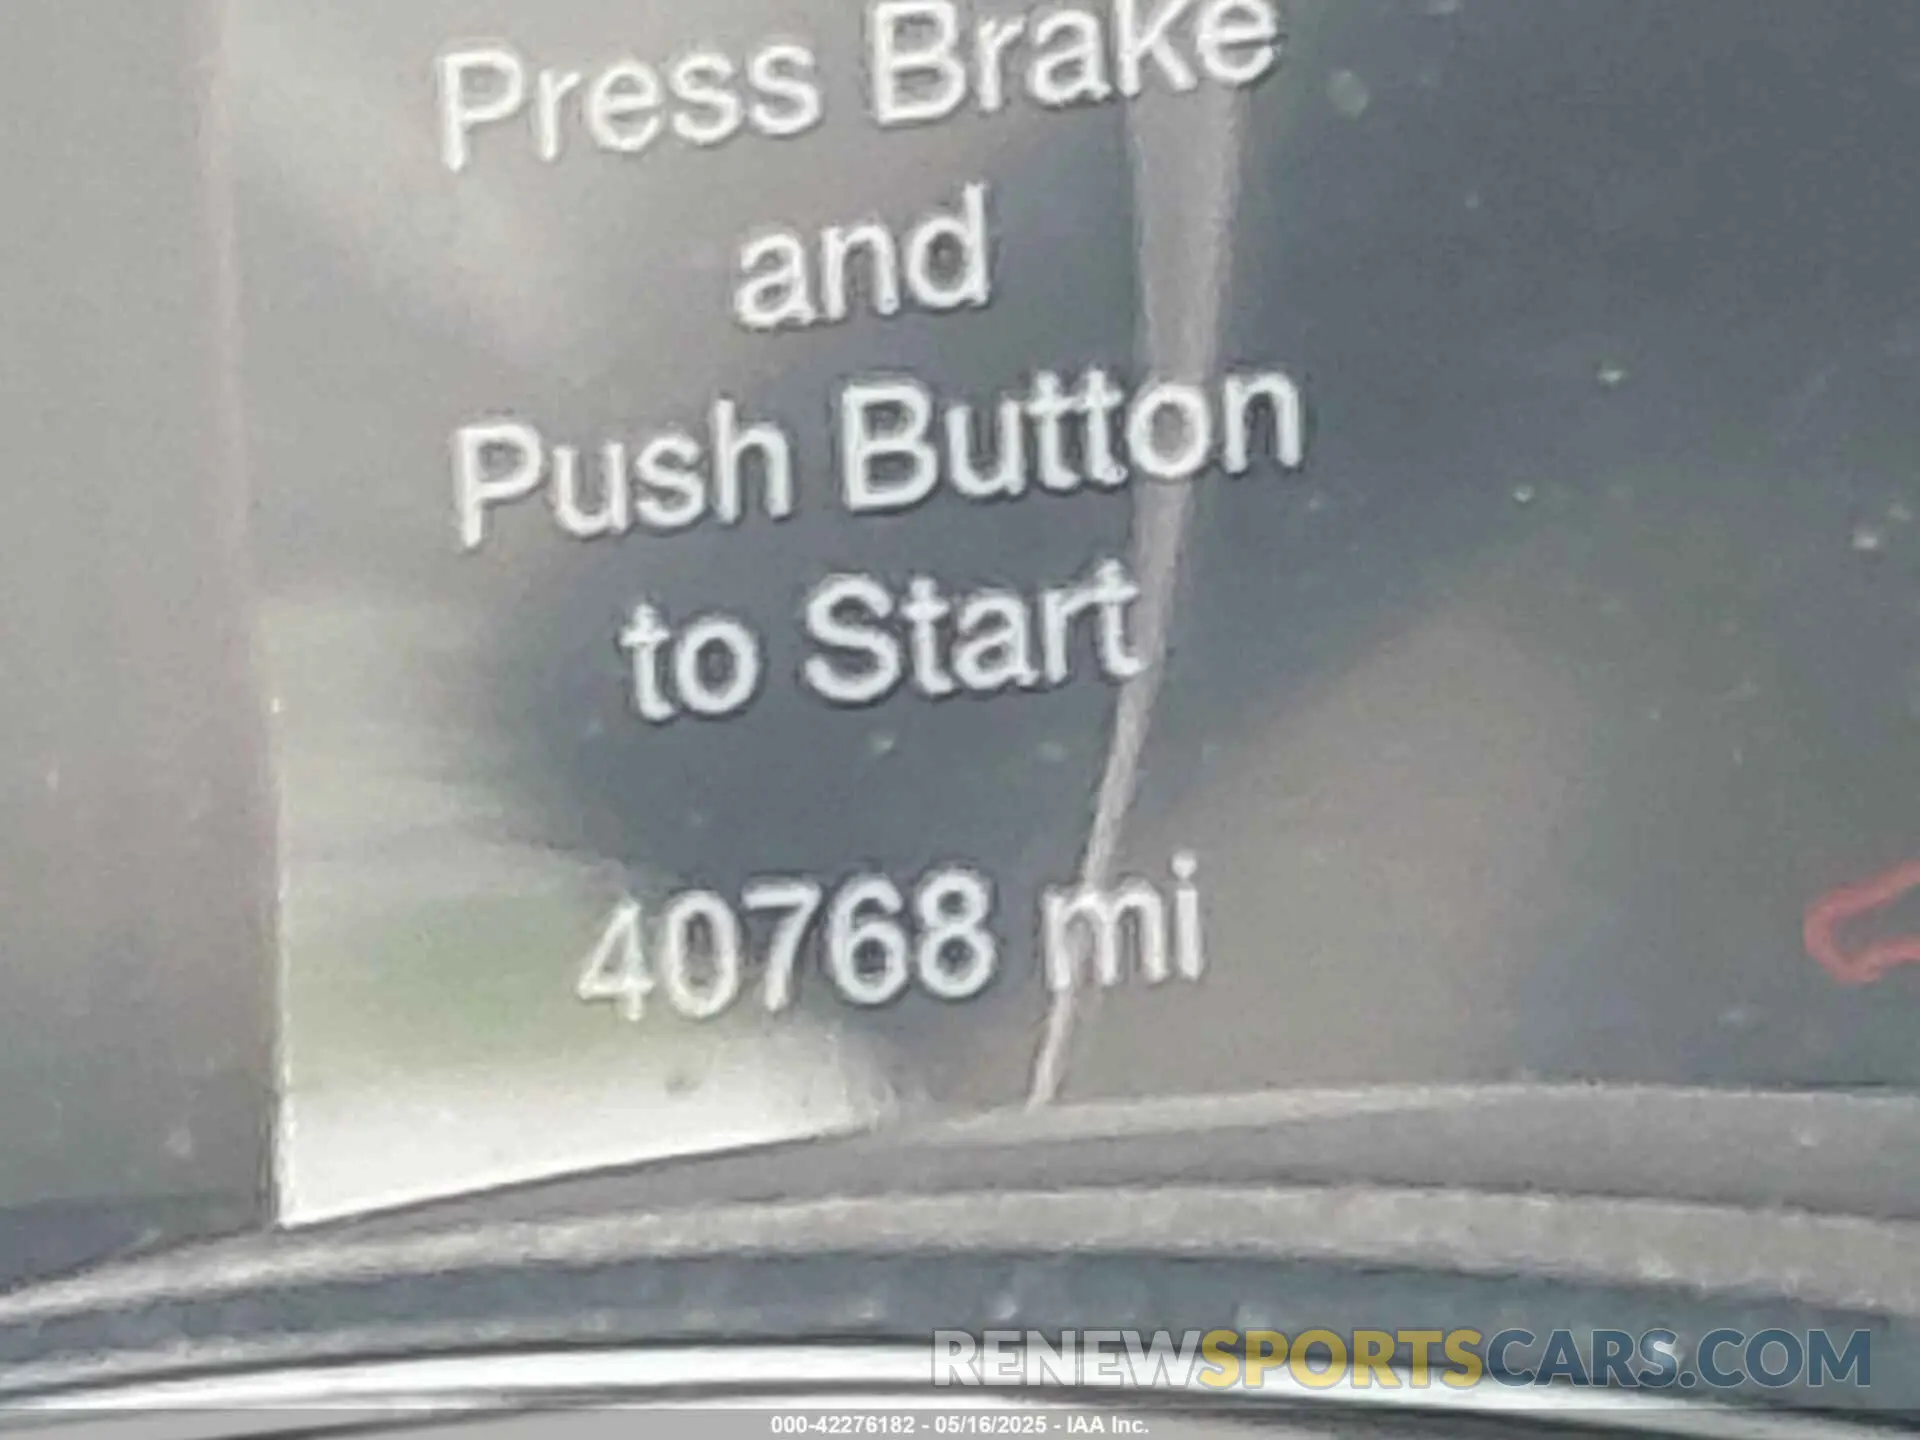 Press Brake
and
Push Button
to Start
40768 mi
RENEWSPORTSCARS.COM
000-42276182 - 05/16/2025 - IAA Inc.